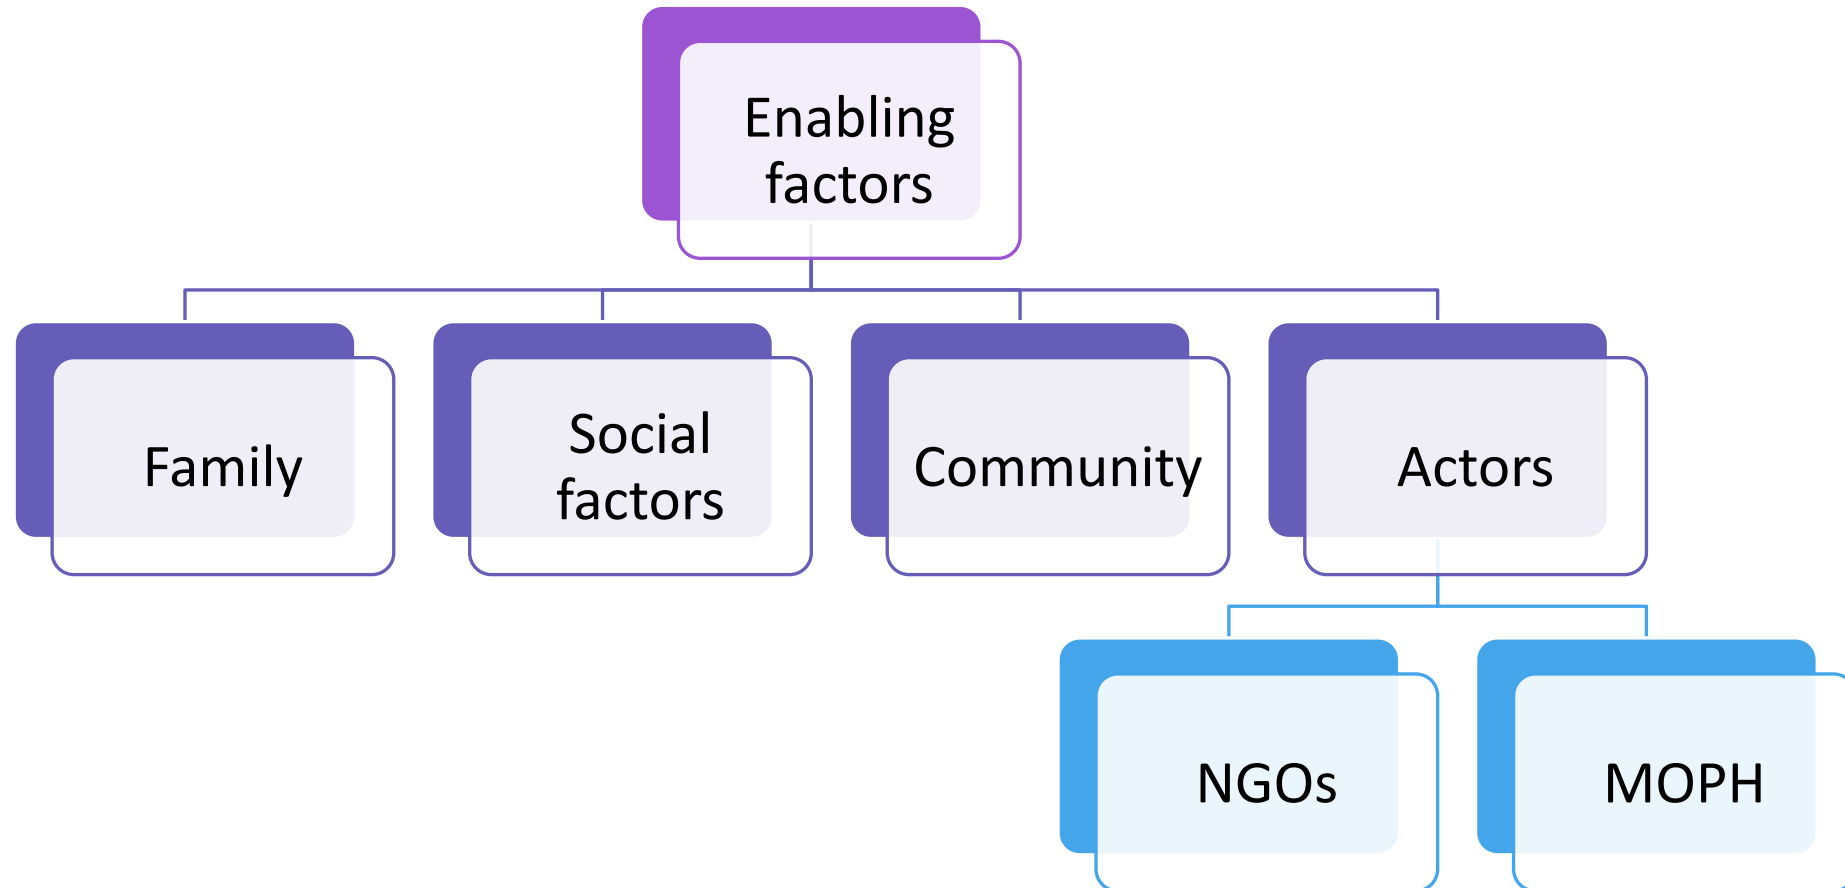 Enabling
factors
Family
Social
factors
Community
Actors
NGOs
MOPH